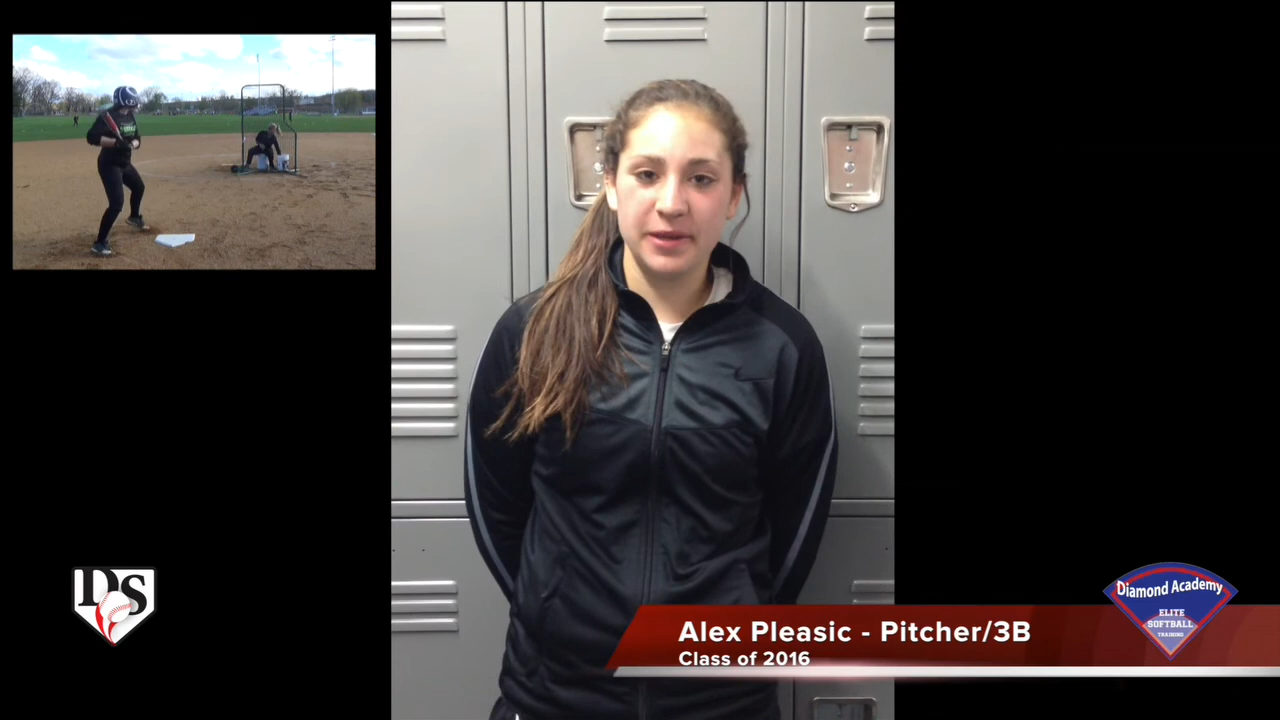 DS
Alex Pleasic - Pitcher/3B
Class of 2016
Diamond Academy
ELITE
SOFTBALL
TRAINING